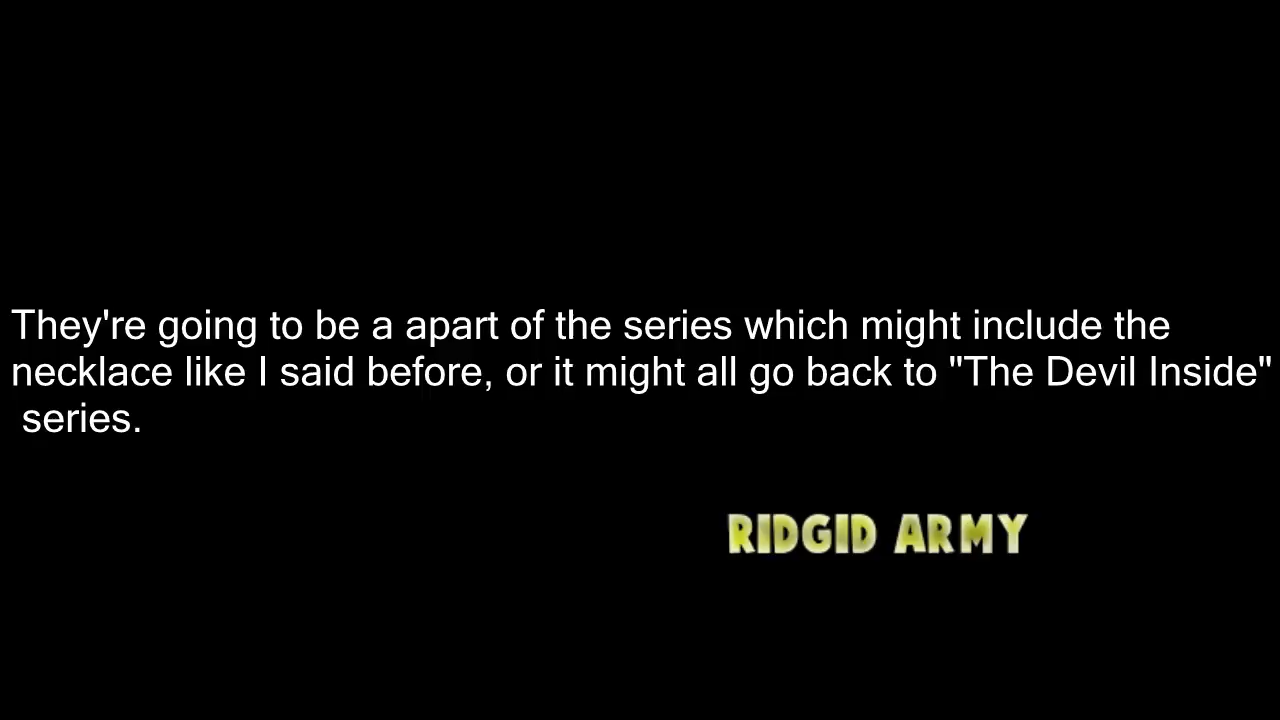 They're going to be a apart of the series which might include the
necklace like I said before, or it might all go back to "The Devil Inside"
series.
RIDGID ARMY